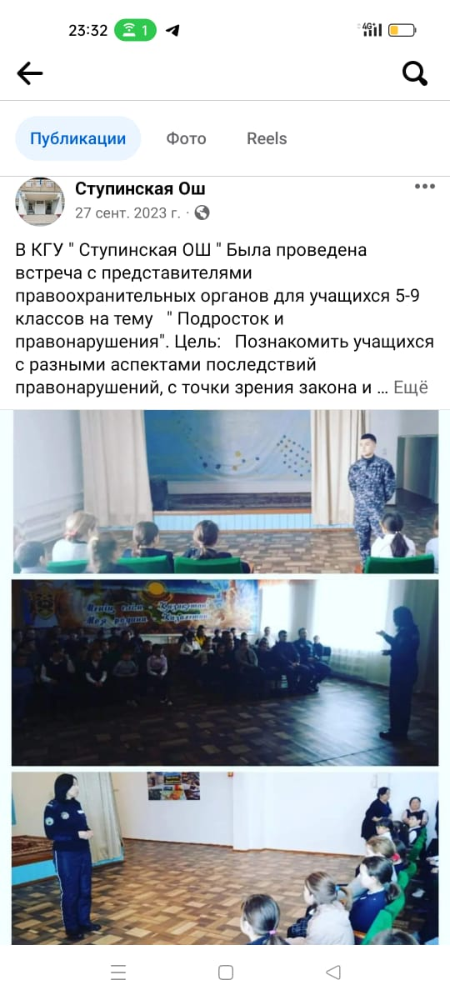 23:32 1 4G+
Публикации Фото Reels
Ступинская Ош
27 сент. 2023 г. ·
В КГУ " Ступинская ОШ " Была проведена
встреча с представителями
правоохранительных органов для учащихся 5-9
классов на тему " Подросток и
правонарушения". Цель: Познакомить учащихся
с разными аспектами последствий
правонарушений, с точки зрения закона и ... Ещё
Менің елім - Қазақстан
Моя родина - Казахстан